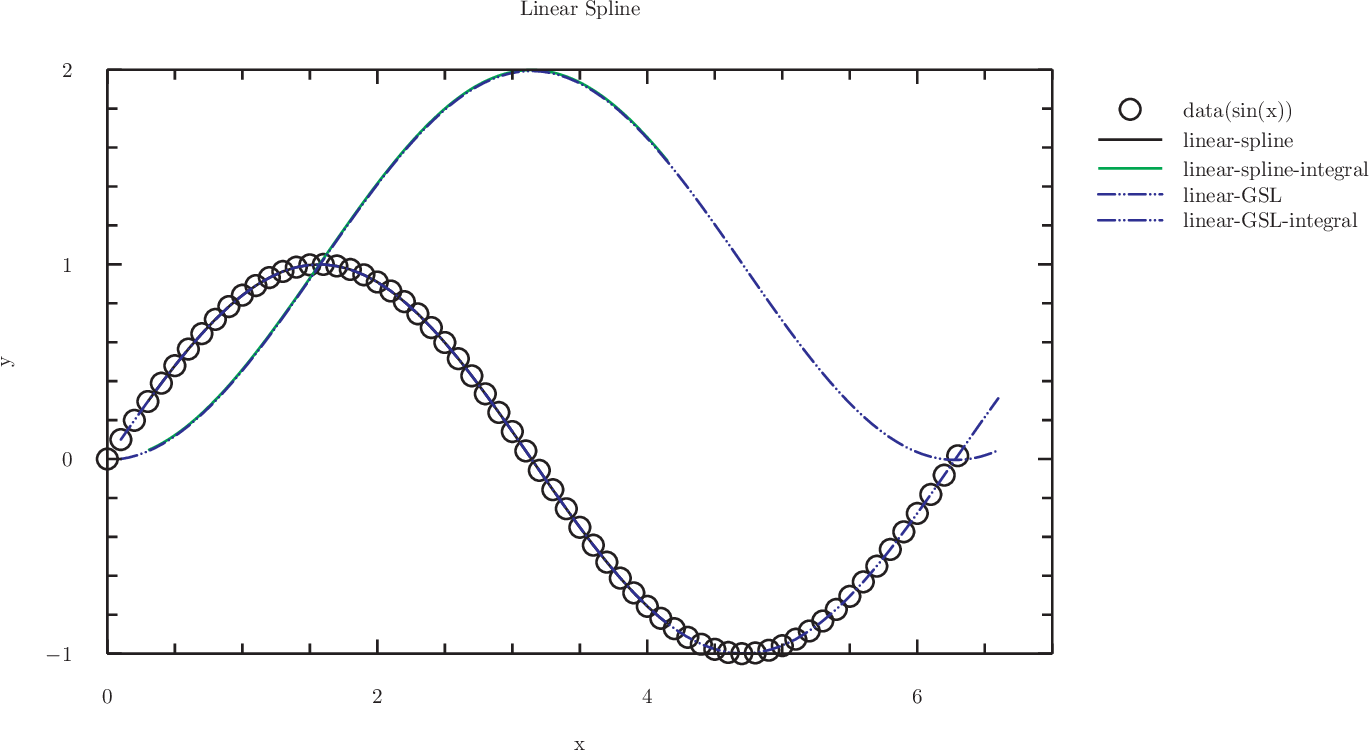 Linear Spline
2
1
0
−1
y
0 2 4 6
x
data(sin(x))
linear-spline
linear-spline-integral
linear-GSL
linear-GSL-integral